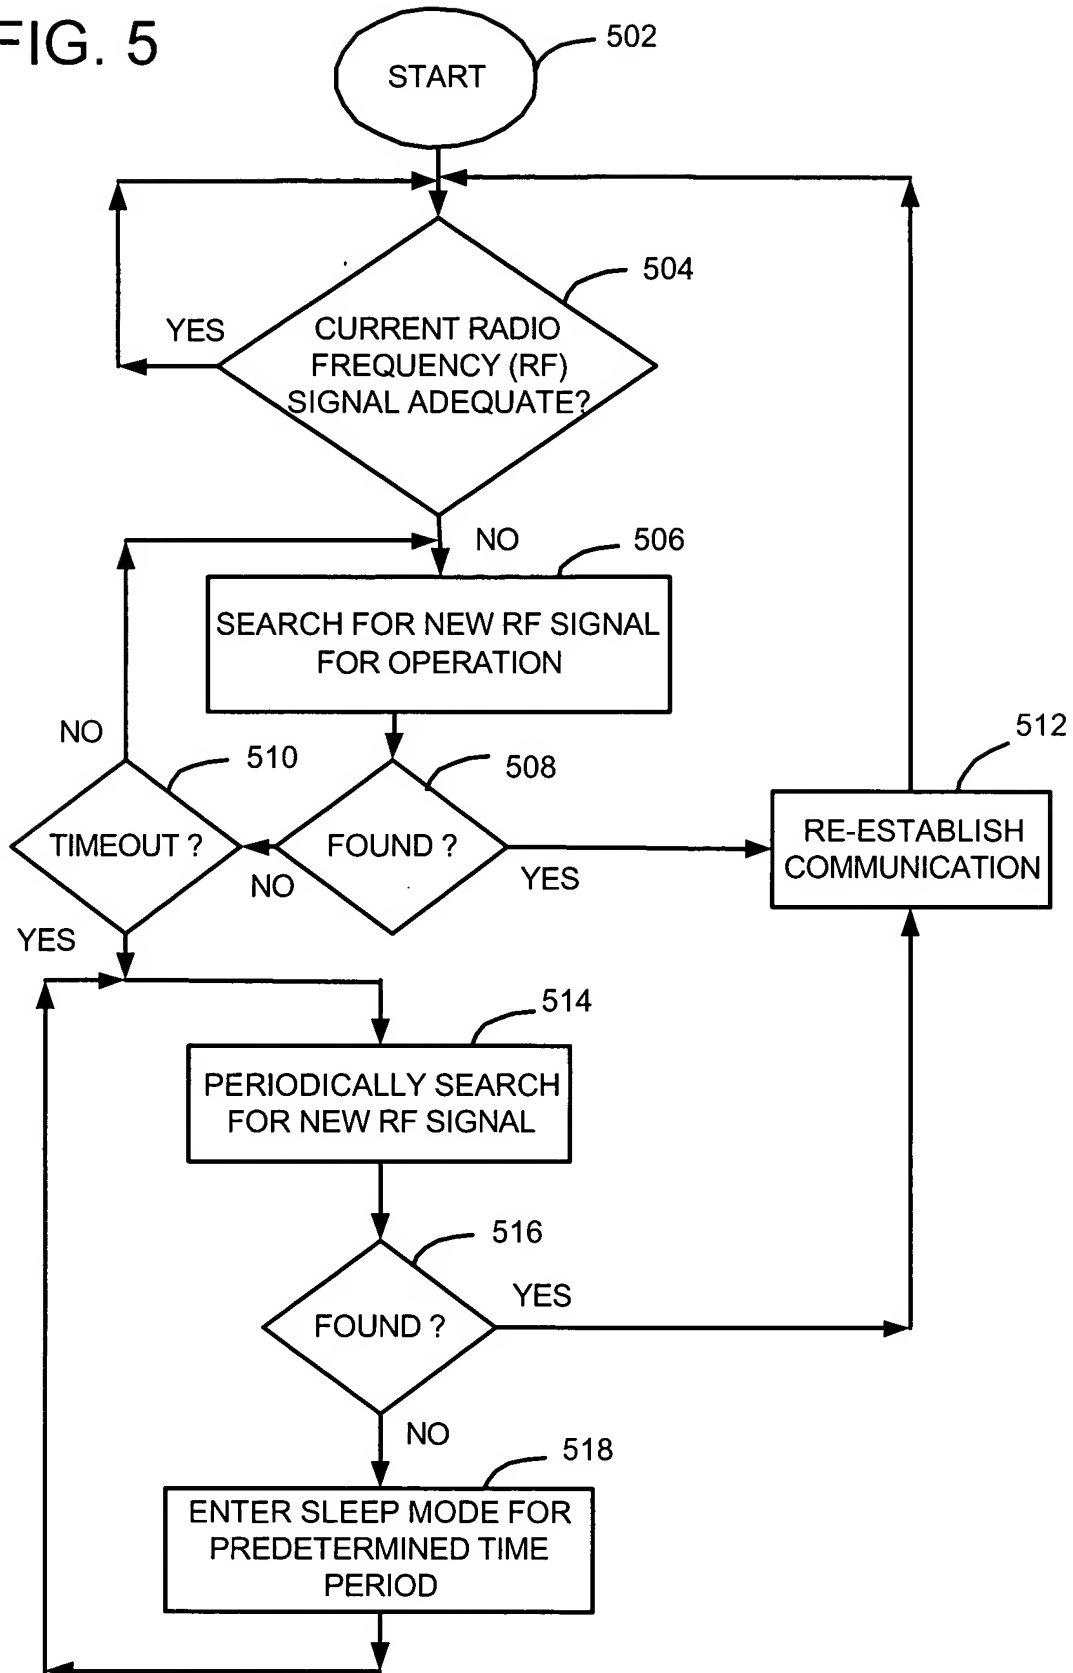 FIG. 5
502
START
504
YES
CURRENT RADIO
FREQUENCY (RF)
SIGNAL ADEQUATE?
NO
506
SEARCH FOR NEW RF SIGNAL
FOR OPERATION
NO
510
508
512
TIMEOUT ?
FOUND ?
RE-ESTABLISH
COMMUNICATION
NO
YES
YES
514
PERIODICALLY SEARCH
FOR NEW RF SIGNAL
516
YES
FOUND ?
NO
518
ENTER SLEEP MODE FOR
PREDETERMINED TIME
PERIOD